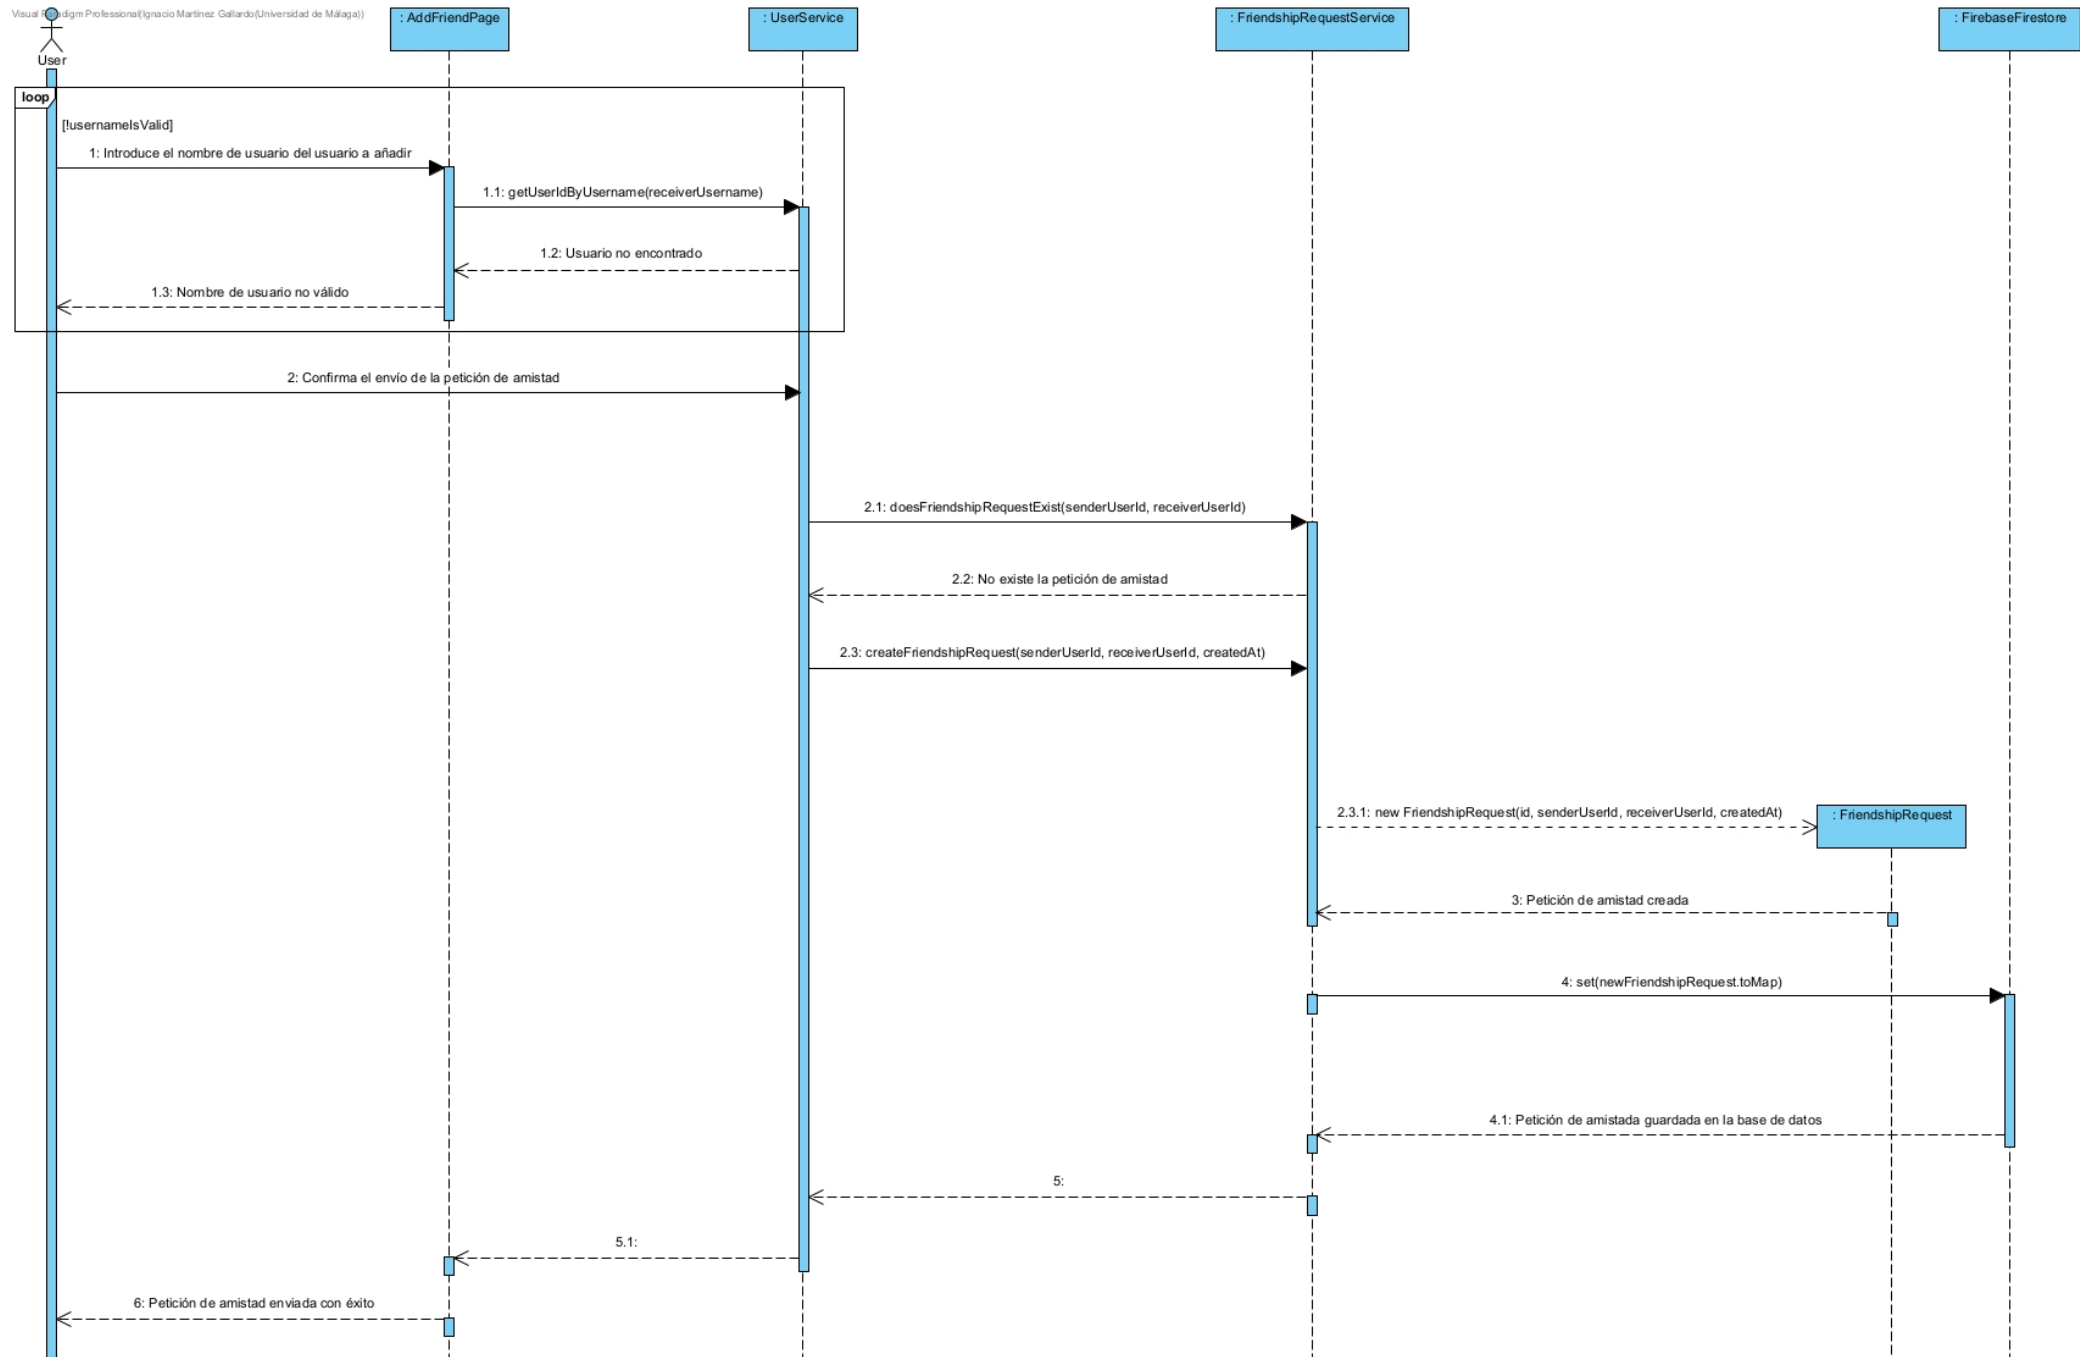 Visual Paradigm Professional(Ignacio Martínez Gallardo(Universidad de Málaga))
User
: AddFriendPage
: UserService
: FriendshipRequestService
: FirebaseFirestore
loop
[!usernameIsValid]
1: Introduce el nombre de usuario del usuario a añadir
1.1: getUserIdByUsername(receiverUsername)
1.2: Usuario no encontrado
1.3: Nombre de usuario no válido
2: Confirma el envío de la petición de amistad
2.1: doesFriendshipRequestExist(senderUserId, receiverUserId)
2.2: No existe la petición de amistad
2.3: createFriendshipRequest(senderUserId, receiverUserId, createdAt)
2.3.1: new FriendshipRequest(id, senderUserId, receiverUserId, createdAt)
: FriendshipRequest
3: Petición de amistad creada
4: set(newFriendshipRequest.toMap)
4.1: Petición de amistada guardada en la base de datos
5:
5.1:
6: Petición de amistad enviada con éxito